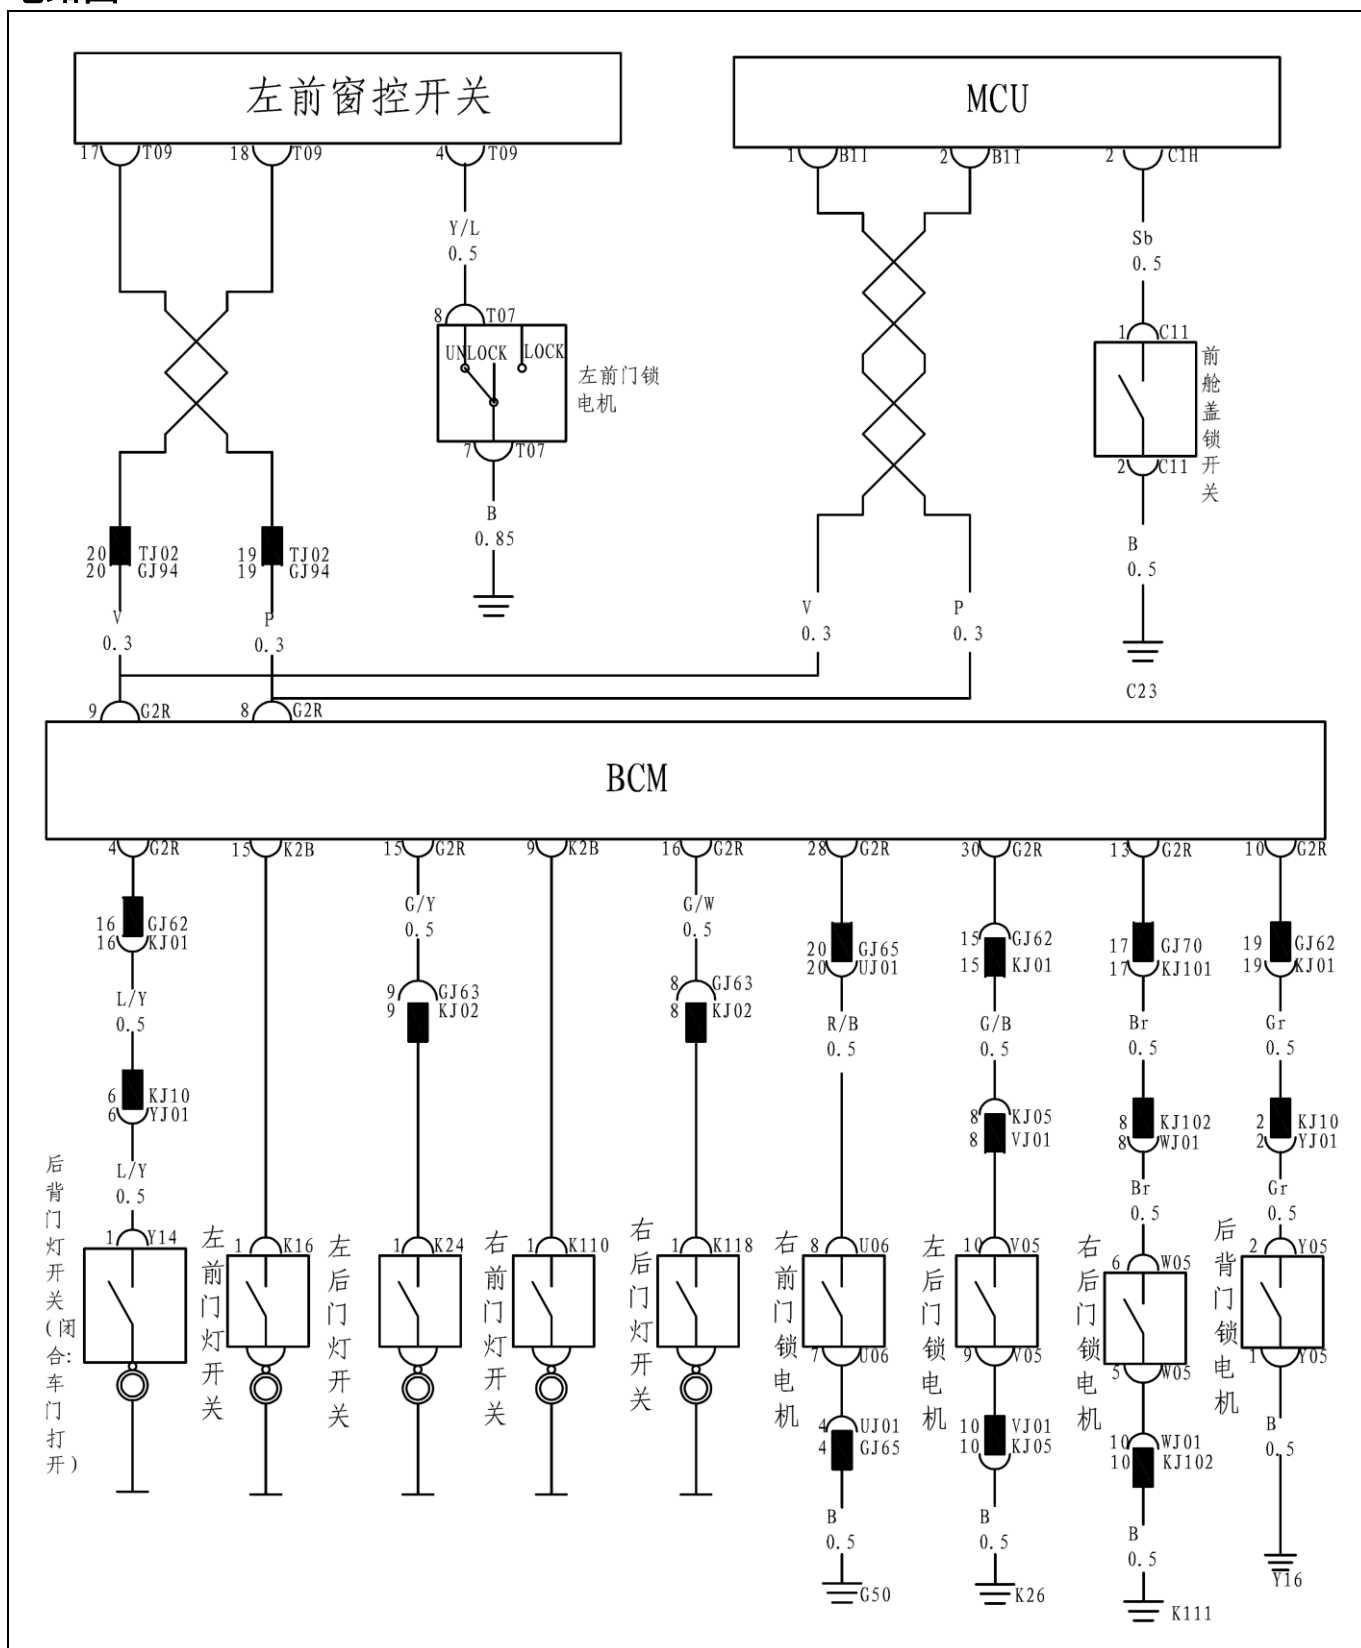 左前窗控开关
MCU
17 T09
18 T09
4 T09
1 B1I
2 B1I
2 C1H
Y/L
0.5
Sb
0.5
8 T07
UNLOCK LOCK
左前门锁
电机
7 T07
1 C11
前舱盖锁开关
2 C11
B
0.85
B
0.5
20 TJ02
20 GJ94
19 TJ02
19 GJ94
V
0.3
P
0.3
V
0.3
P
0.3
C23
9 G2R
8 G2R
BCM
4 G2R
15 K2B
15 G2R
9 K2B
16 G2R
28 G2R
30 G2R
13 G2R
10 G2R
16 GJ62
16 KJ01
L/Y
0.5
6 KJ10
6 YJ01
L/Y
0.5
1 Y14
后背门灯开关(闭合:车门打开)
1 K16
左前门灯开关
G/Y
0.5
9 GJ63
9 KJ02
1 K24
左后门灯开关
1 K110
右前门灯开关
G/W
0.5
8 GJ63
8 KJ02
1 K118
右后门灯开关
20 GJ65
20 UJ01
R/B
0.5
8 U06
右前门锁电机
7 U06
4 UJ01
4 GJ65
B
0.5
G50
15 GJ62
15 KJ01
G/B
0.5
8 KJ05
8 VJ01
10 V05
左后门锁电机
9 V05
10 VJ01
10 KJ05
B
0.5
K26
17 GJ70
17 KJ101
Br
0.5
8 KJ102
8 WJ01
Br
0.5
6 W05
右后门锁电机
5 W05
10 WJ01
10 KJ102
B
0.5
K111
19 GJ62
19 KJ01
Gr
0.5
2 KJ10
2 YJ01
Gr
0.5
2 Y05
后背门锁电机
1 Y05
B
0.5
Y16